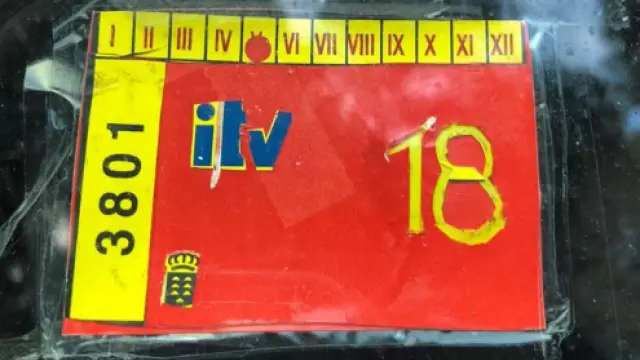 I II III IV V VI VII VIII IX X XI XII
3801
itv
18